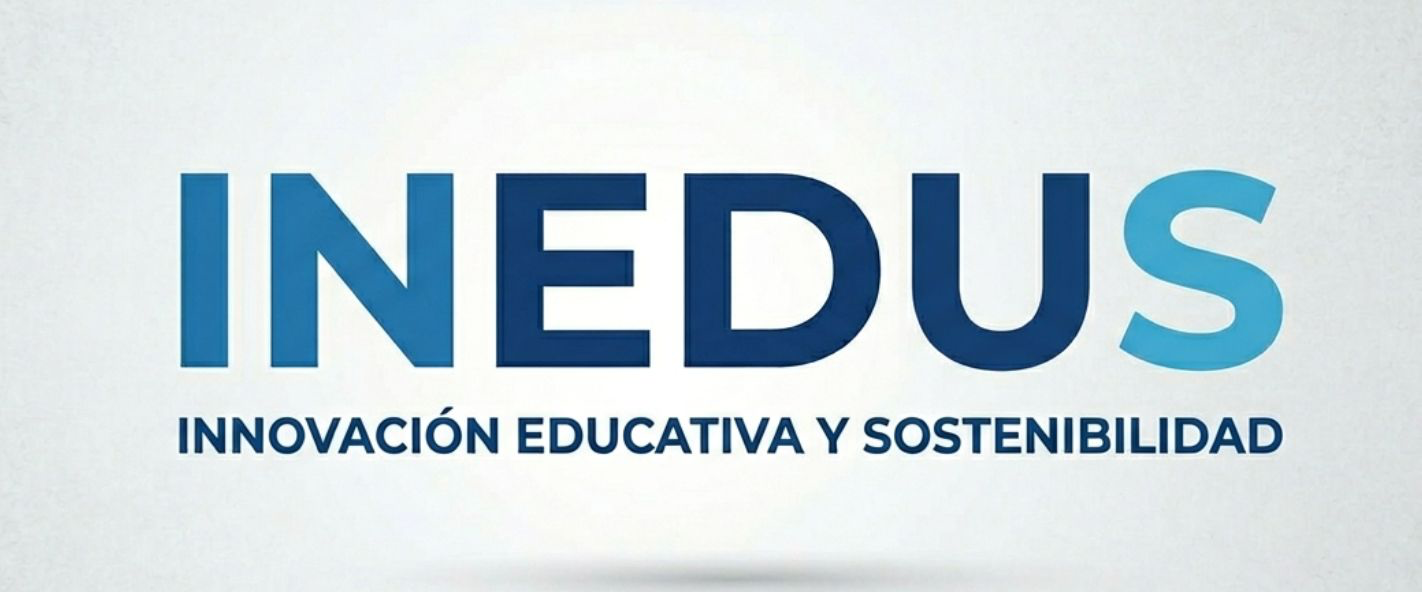 INEDUS
INNOVACIÓN EDUCATIVA Y SOSTENIBILIDAD